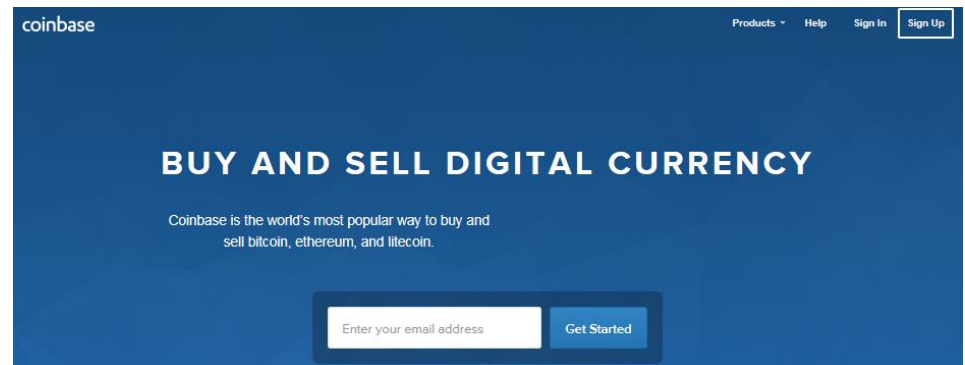 coinbase
Products Help Sign In Sign Up
BUY AND SELL DIGITAL CURRENCY
Coinbase is the world's most popular way to buy and
sell bitcoin, ethereum, and litecoin.
Enter your email address Get Started